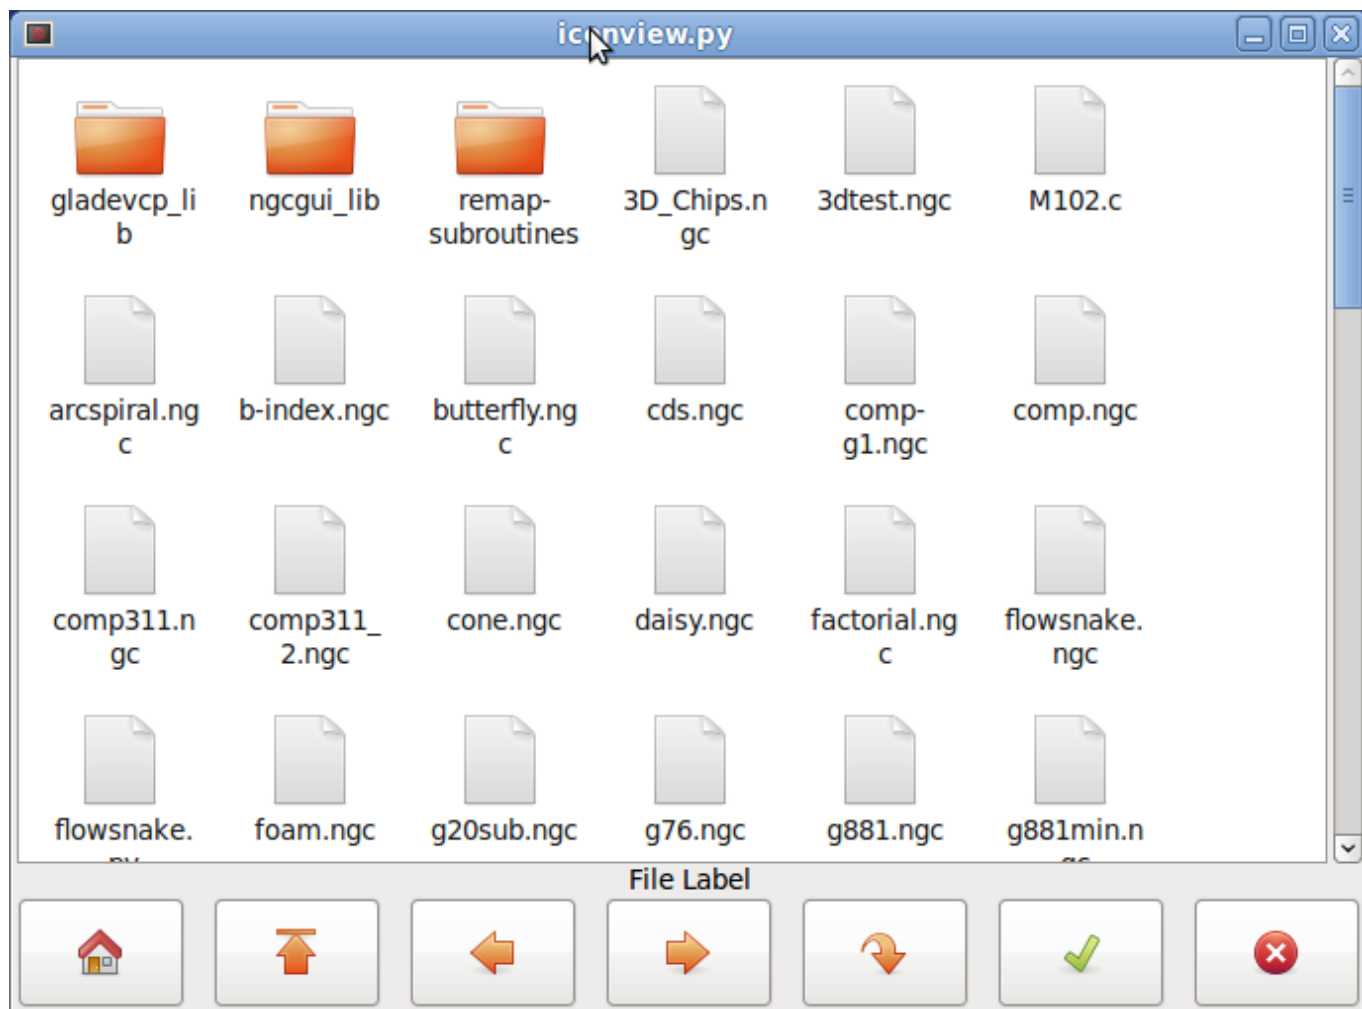 iconview.py
gladevcp_li
b
ngcgui_lib
remap-
subroutines
3D_Chips.n
gc
3dtest.ngc
M102.c
arcspiral.ng
c
b-index.ngc
butterfly.ng
c
cds.ngc
comp-
g1.ngc
comp.ngc
comp311.n
gc
comp311_
2.ngc
cone.ngc
daisy.ngc
factorial.ng
c
flowsnake.
ngc
flowsnake.
py
foam.ngc
g20sub.ngc
g76.ngc
g881.ngc
g881min.n
gc
File Label